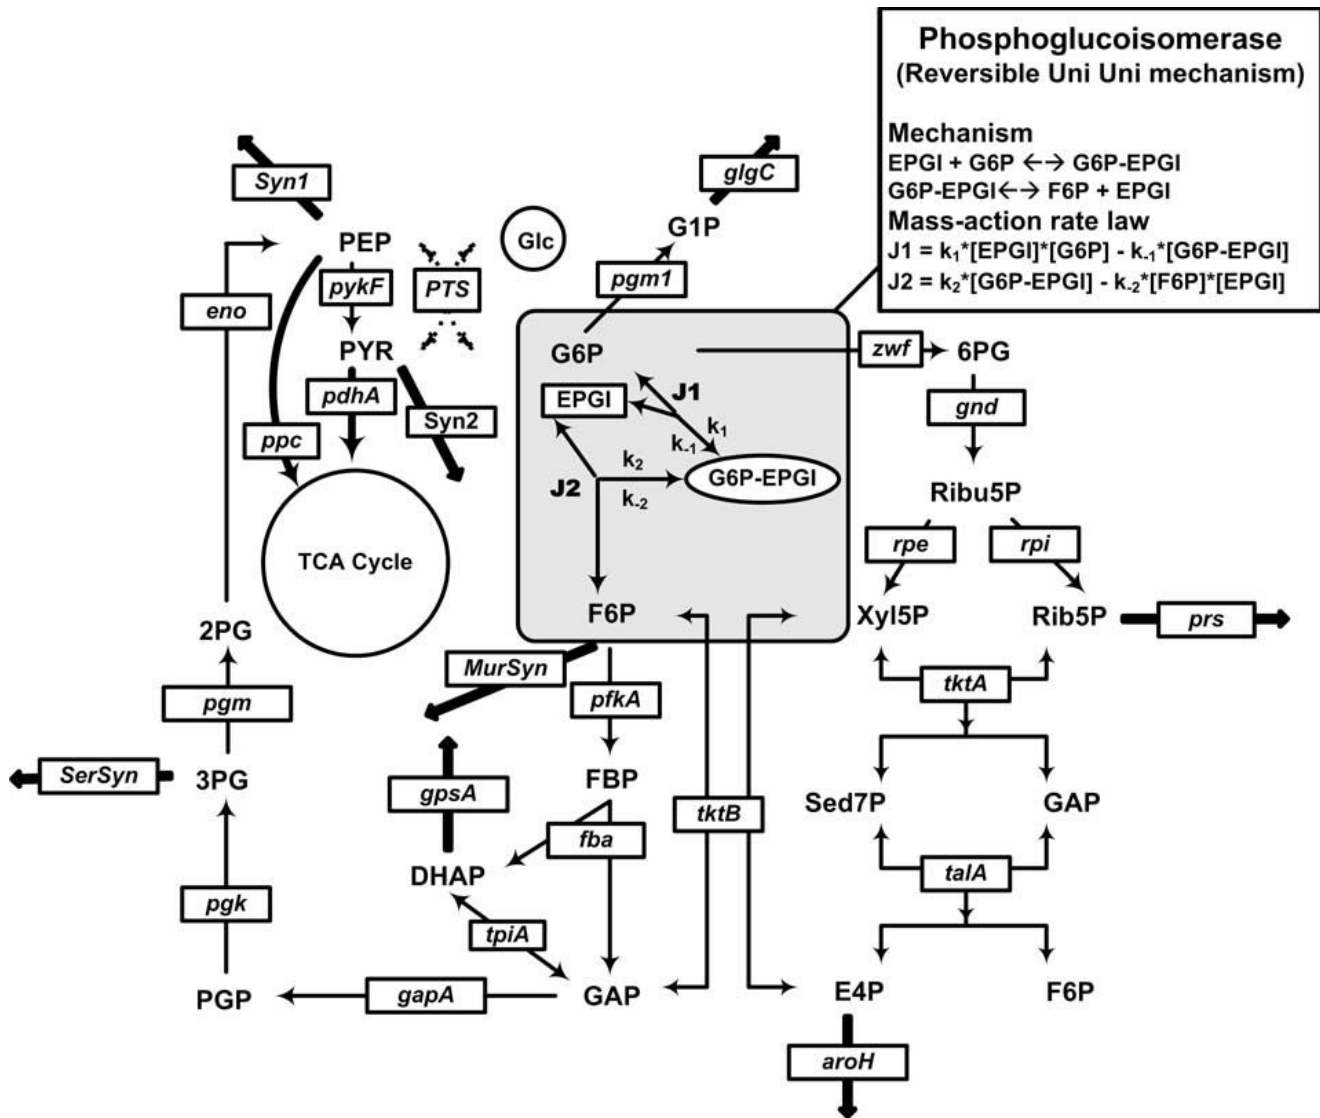 Phosphoglucoisomerase
(Reversible Uni Uni mechanism)
Mechanism
EPGI + G6P ←→ G6P-EPGI
G6P-EPGI←→ F6P + EPGI
Mass-action rate law
J1 = k₁*[EPGI]*[G6P] - k₋₁*[G6P-EPGI]
J2 = k₂*[G6P-EPGI] - k₋₂*[F6P]*[EPGI]
Syn1
glgC
G1P
Glc
PEP
pykF
PTS
pgm1
eno
G6P
zwf
6PG
PYR
pdhA
Syn2
EPGI
J1
k₁
k₋₁
gnd
ppc
k₂
J2
k₋₂
G6P-EPGI
Ribu5P
rpe
rpi
TCA Cycle
F6P
Xyl5P
Rib5P
prs
2PG
MurSyn
pfkA
tktA
pgm
SerSyn
3PG
gpsA
FBP
Sed7P
GAP
tktB
fba
DHAP
talA
pgk
tpiA
PGP
gapA
GAP
E4P
F6P
aroH